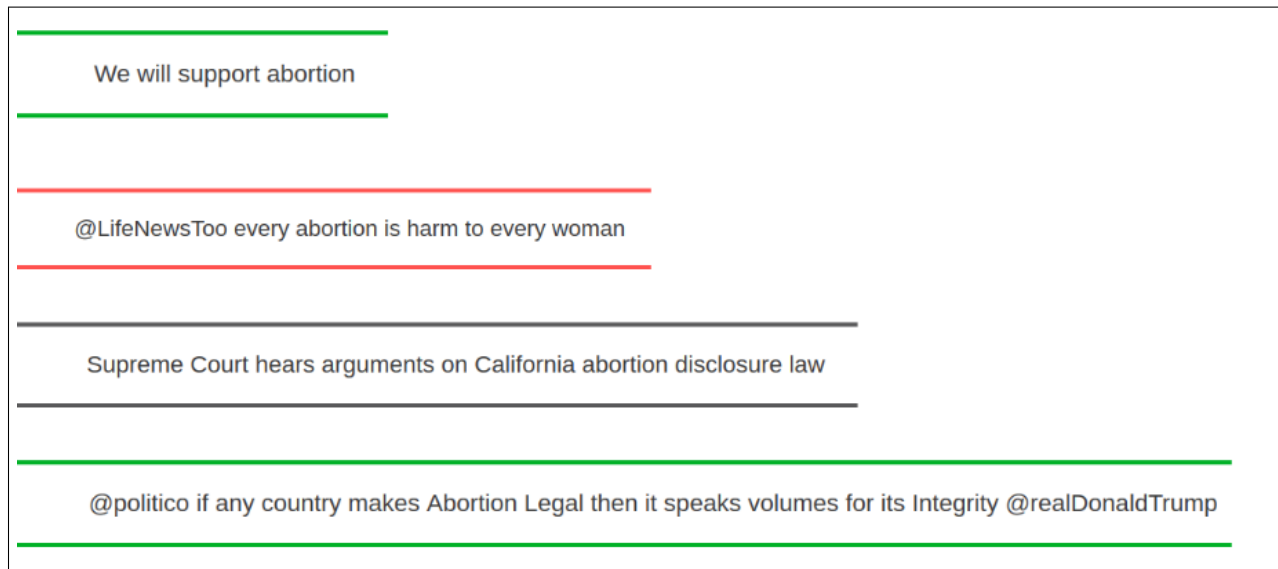 We will support abortion
@LifeNewsToo every abortion is harm to every woman
Supreme Court hears arguments on California abortion disclosure law
@politico if any country makes Abortion Legal then it speaks volumes for its Integrity @realDonaldTrump